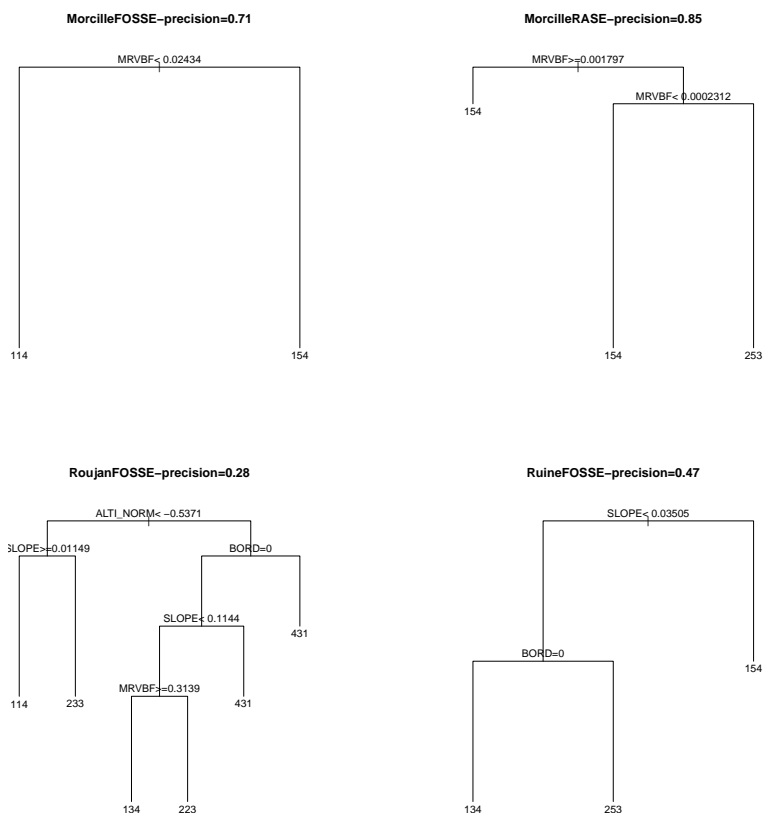 MorcilleFOSSE−precision=0.71
MRVBF< 0.02434
114
154
MorcilleRASE−precision=0.85
MRVBF>=0.001797
154
MRVBF< 0.0002312
154
253
RoujanFOSSE−precision=0.28
ALTI_NORM< −0.5371
SLOPE>=0.01149
BORD=0
SLOPE< 0.1144
431
MRVBF>=0.3139
114
233
431
134
223
RuineFOSSE−precision=0.47
SLOPE< 0.03505
BORD=0
154
134
253